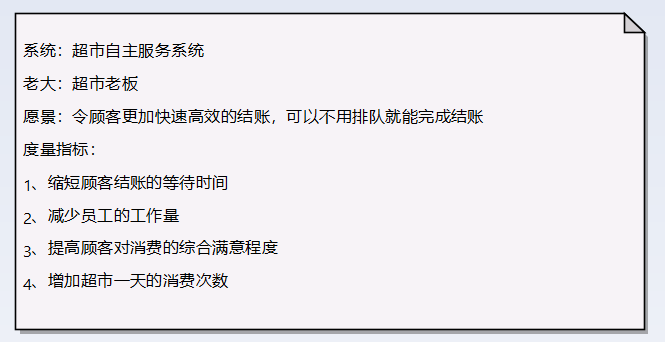 系统：超市自主服务系统
老大：超市老板
愿景：令顾客更加快速高效的结账，可以不用排队就能完成结账
度量指标：
1、缩短顾客结账的等待时间
2、减少员工的工作量
3、提高顾客对消费的综合满意程度
4、增加超市一天的消费次数